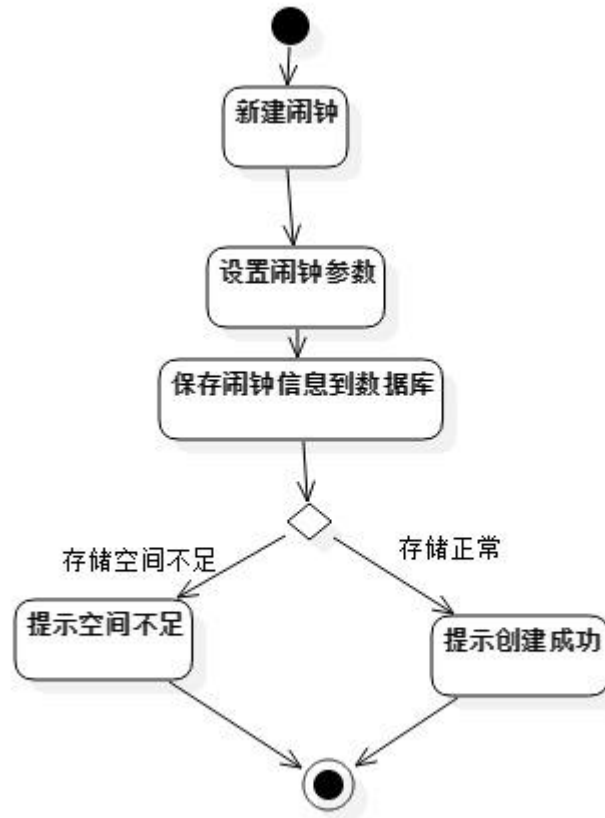 新建闹钟
设置闹钟参数
保存闹钟信息到数据库
存储空间不足
存储正常
提示空间不足
提示创建成功